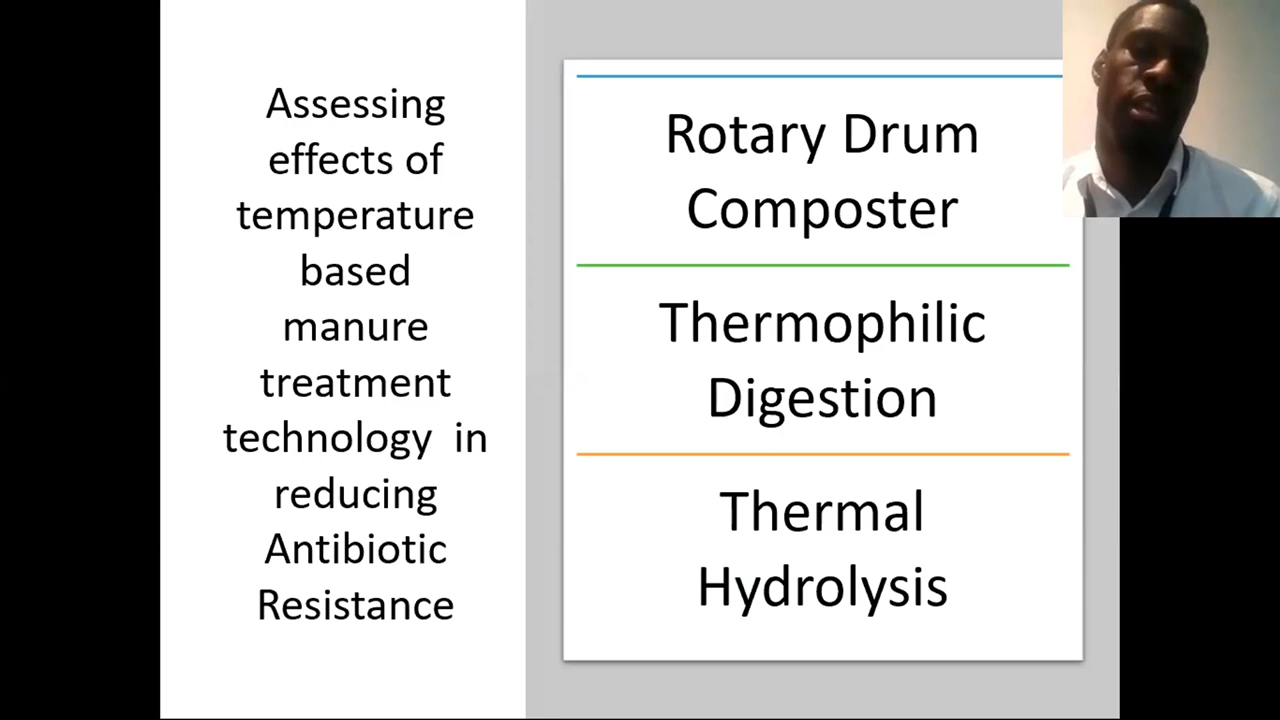 Assessing
effects of
temperature
based
manure
treatment
technology in
reducing
Antibiotic
Resistance
Rotary Drum
Composter
Thermophilic
Digestion
Thermal
Hydrolysis